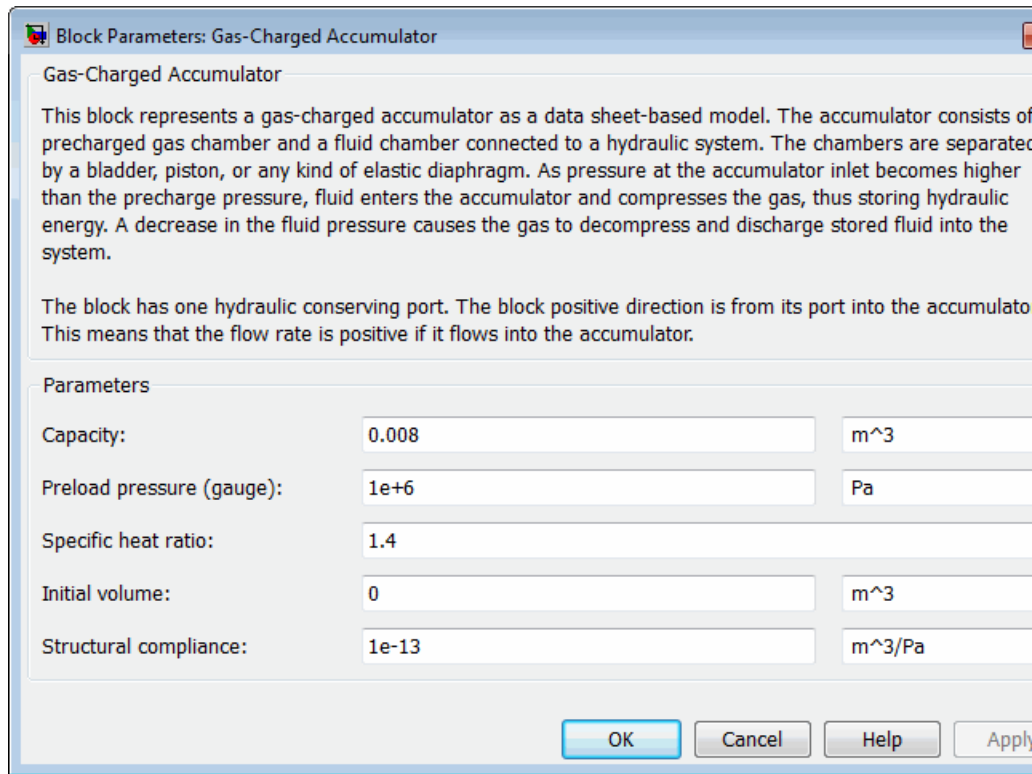 Block Parameters: Gas-Charged Accumulator
Gas-Charged Accumulator
This block represents a gas-charged accumulator as a data sheet-based model. The accumulator consists of
precharged gas chamber and a fluid chamber connected to a hydraulic system. The chambers are separated
by a bladder, piston, or any kind of elastic diaphragm. As pressure at the accumulator inlet becomes higher
than the precharge pressure, fluid enters the accumulator and compresses the gas, thus storing hydraulic
energy. A decrease in the fluid pressure causes the gas to decompress and discharge stored fluid into the
system.
The block has one hydraulic conserving port. The block positive direction is from its port into the accumulato
This means that the flow rate is positive if it flows into the accumulator.
Parameters
Capacity: 0.008 m^3
Preload pressure (gauge): 1e+6 Pa
Specific heat ratio: 1.4
Initial volume: 0 m^3
Structural compliance: 1e-13 m^3/Pa
OK Cancel Help Apply